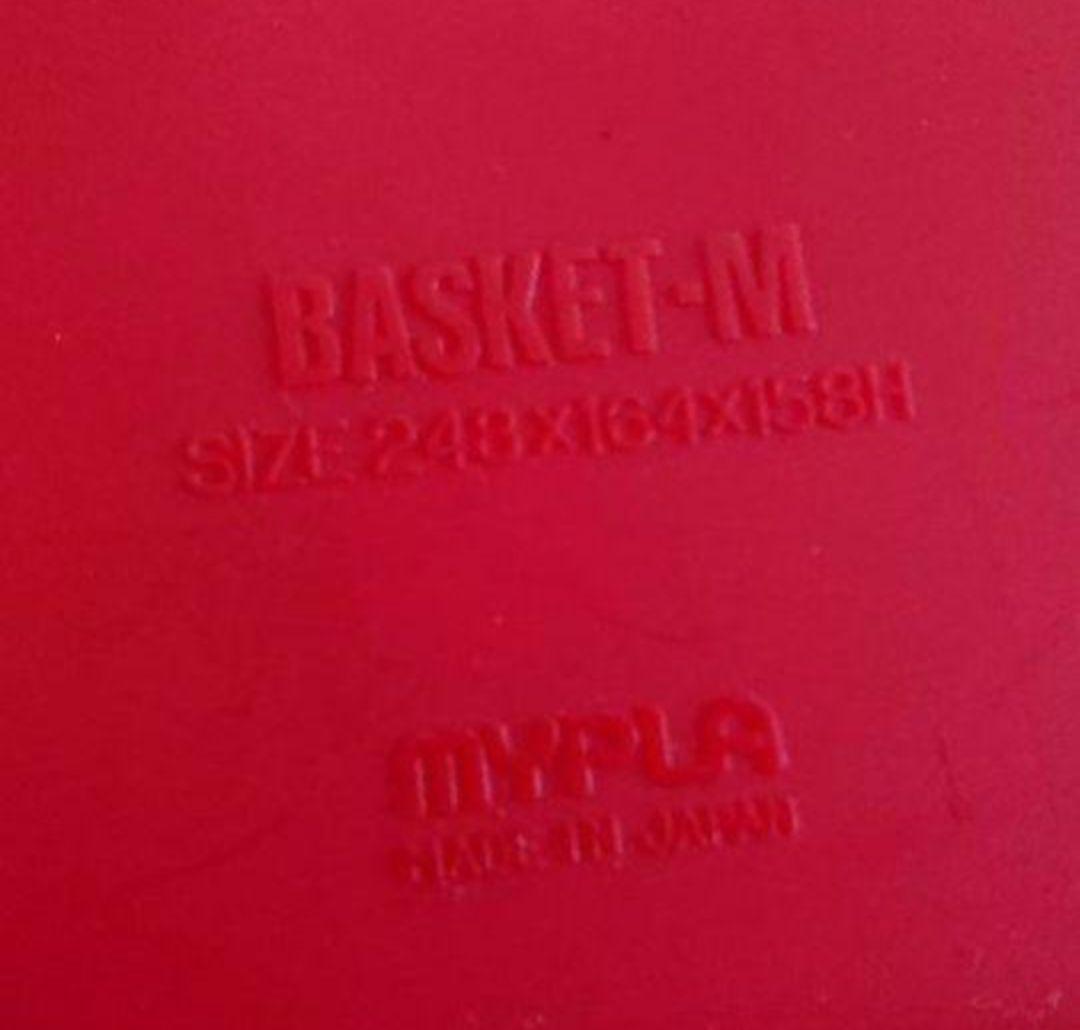 BASKET-M
SIZE 248X164X158H
MYPLA
MADE IN JAPAN